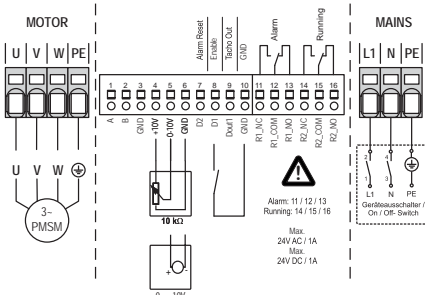 MOTOR
U V W PE
U V W
3~
PMSM
Alarm Reset
Enable
Tacho Out
GND
Alarm
Running
1 2 3 4 5 6 7 8 9 10 11 12 13 14 15 16
A
B
GND
+10V
0-10V
GND
D2
D1
Dout1
GND
R1_NC
R1_COM
R1_NO
R2_NC
R2_COM
R2_NO
10 kΩ
+ -
0 10V
Alarm: 11 / 12 / 13
Running: 14 / 15 / 16
Max.
24V AC / 1A
Max.
24V DC / 1A
MAINS
L1 N PE
2 4
1 3
L1 N PE
Geräteausschalter /
On / Off- Switch